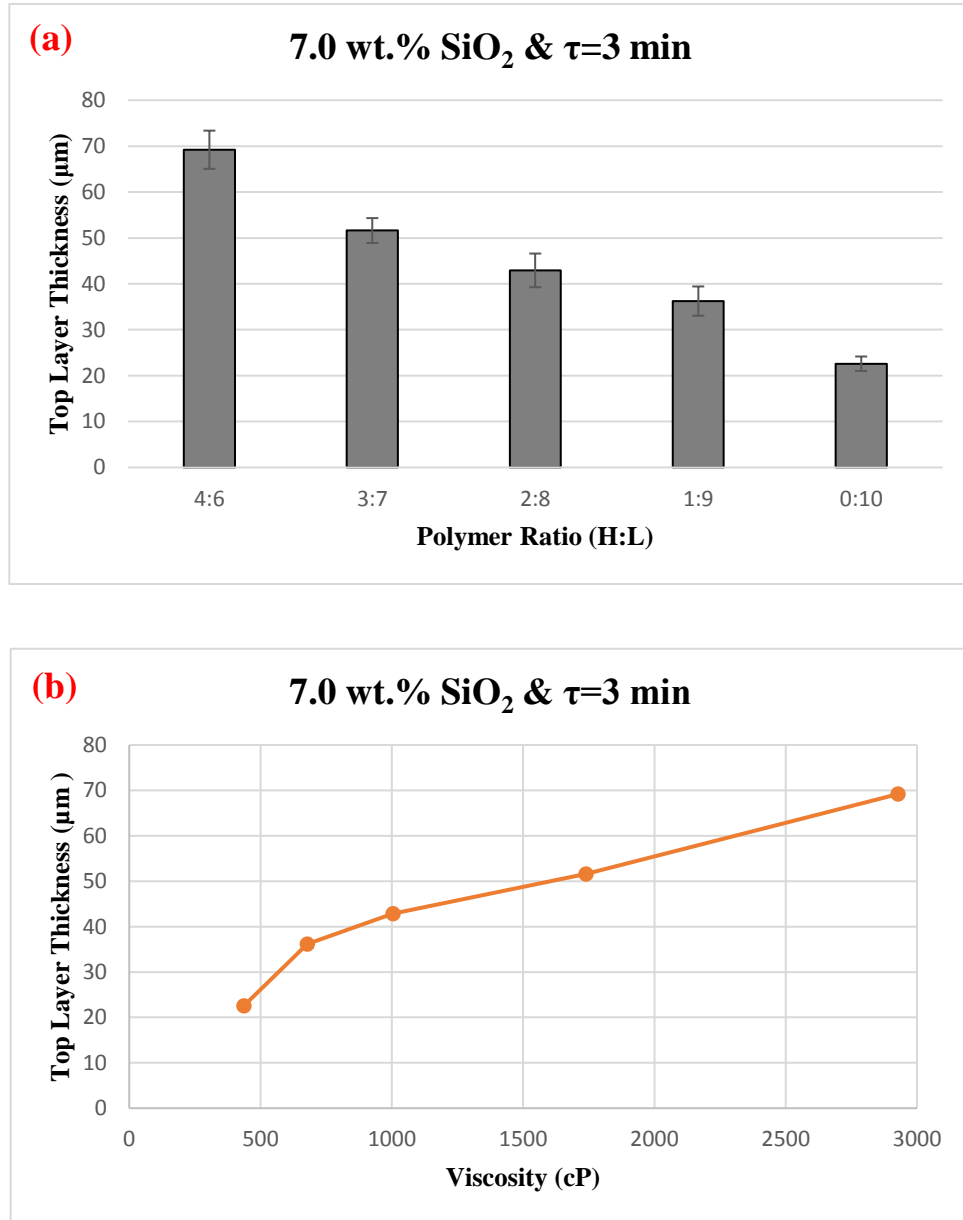 (a)
7.0 wt.% SiO₂ & τ=3 min
Top Layer Thickness (µm)
80
70
60
50
40
30
20
10
0
4:6 3:7 2:8 1:9 0:10
Polymer Ratio (H:L)
(b)
7.0 wt.% SiO₂ & τ=3 min
Top Layer Thickness (µm )
80
70
60
50
40
30
20
10
0
0 500 1000 1500 2000 2500 3000
Viscosity (cP)